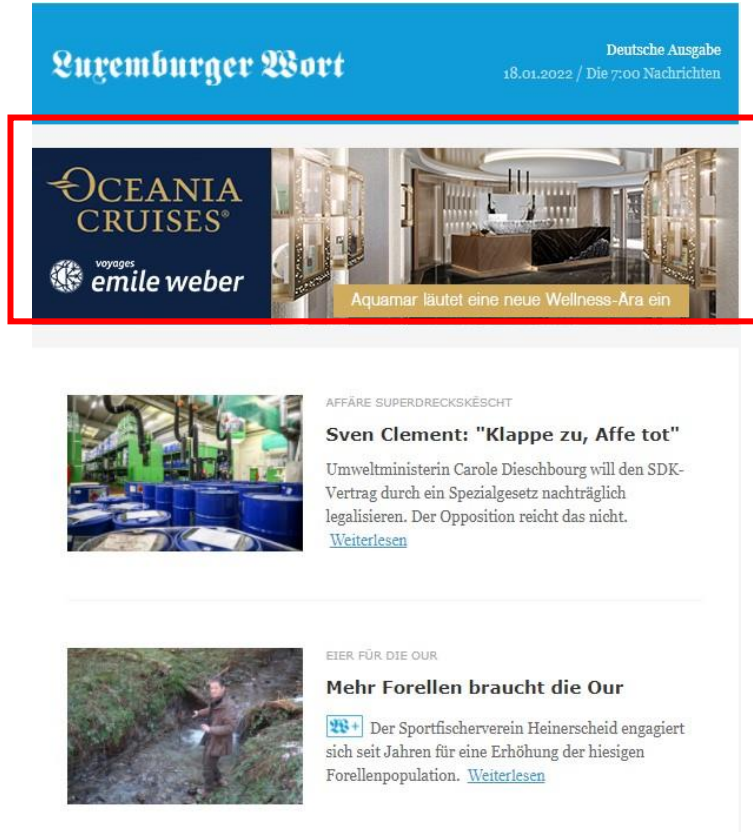 Luxemburger Wort
Deutsche Ausgabe
18.01.2022 / Die 7:00 Nachrichten
OCEANIA
CRUISES®
voyages
emile weber
Aquamar läutet eine neue Wellness-Ära ein
AFFÄRE SUPERDRECKSKËSCHT
Sven Clement: "Klappe zu, Affe tot"
Umweltministerin Carole Dieschbourg will den SDK-
Vertrag durch ein Spezialgesetz nachträglich
legalisieren. Der Opposition reicht das nicht.
Weiterlesen
EIER FÜR DIE OUR
Mehr Forellen braucht die Our
W+ Der Sportfischerverein Heinerscheid engagiert
sich seit Jahren für eine Erhöhung der hiesigen
Forellenpopulation. Weiterlesen